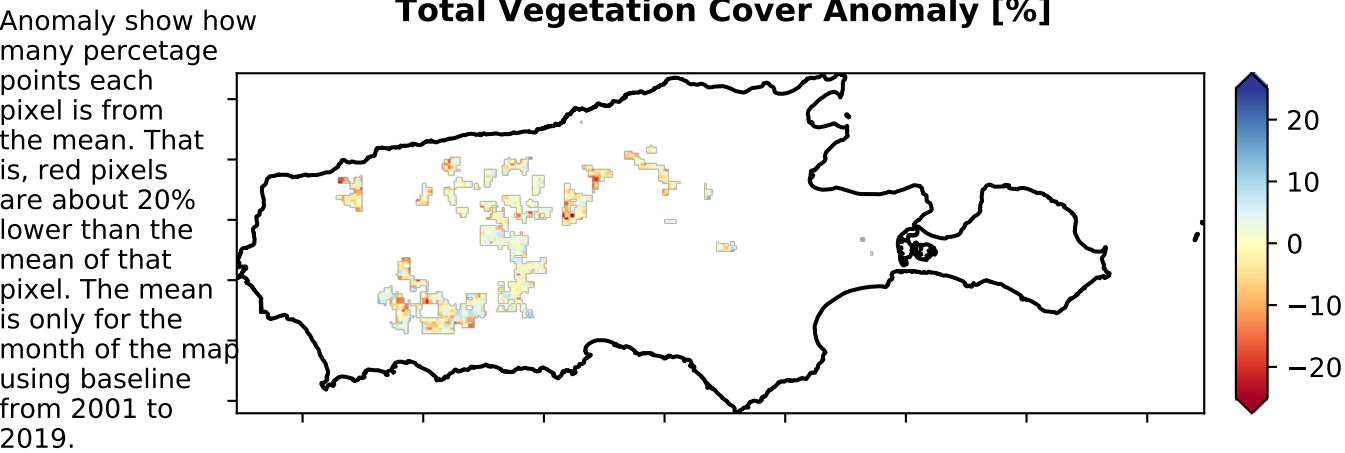 Total Vegetation Cover Anomaly [%]
Anomaly show how
many percetage
points each
pixel is from
the mean. That
is, red pixels
are about 20%
lower than the
mean of that
pixel. The mean
is only for the
month of the map
using baseline
from 2001 to
2019.
20
10
0
−10
−20